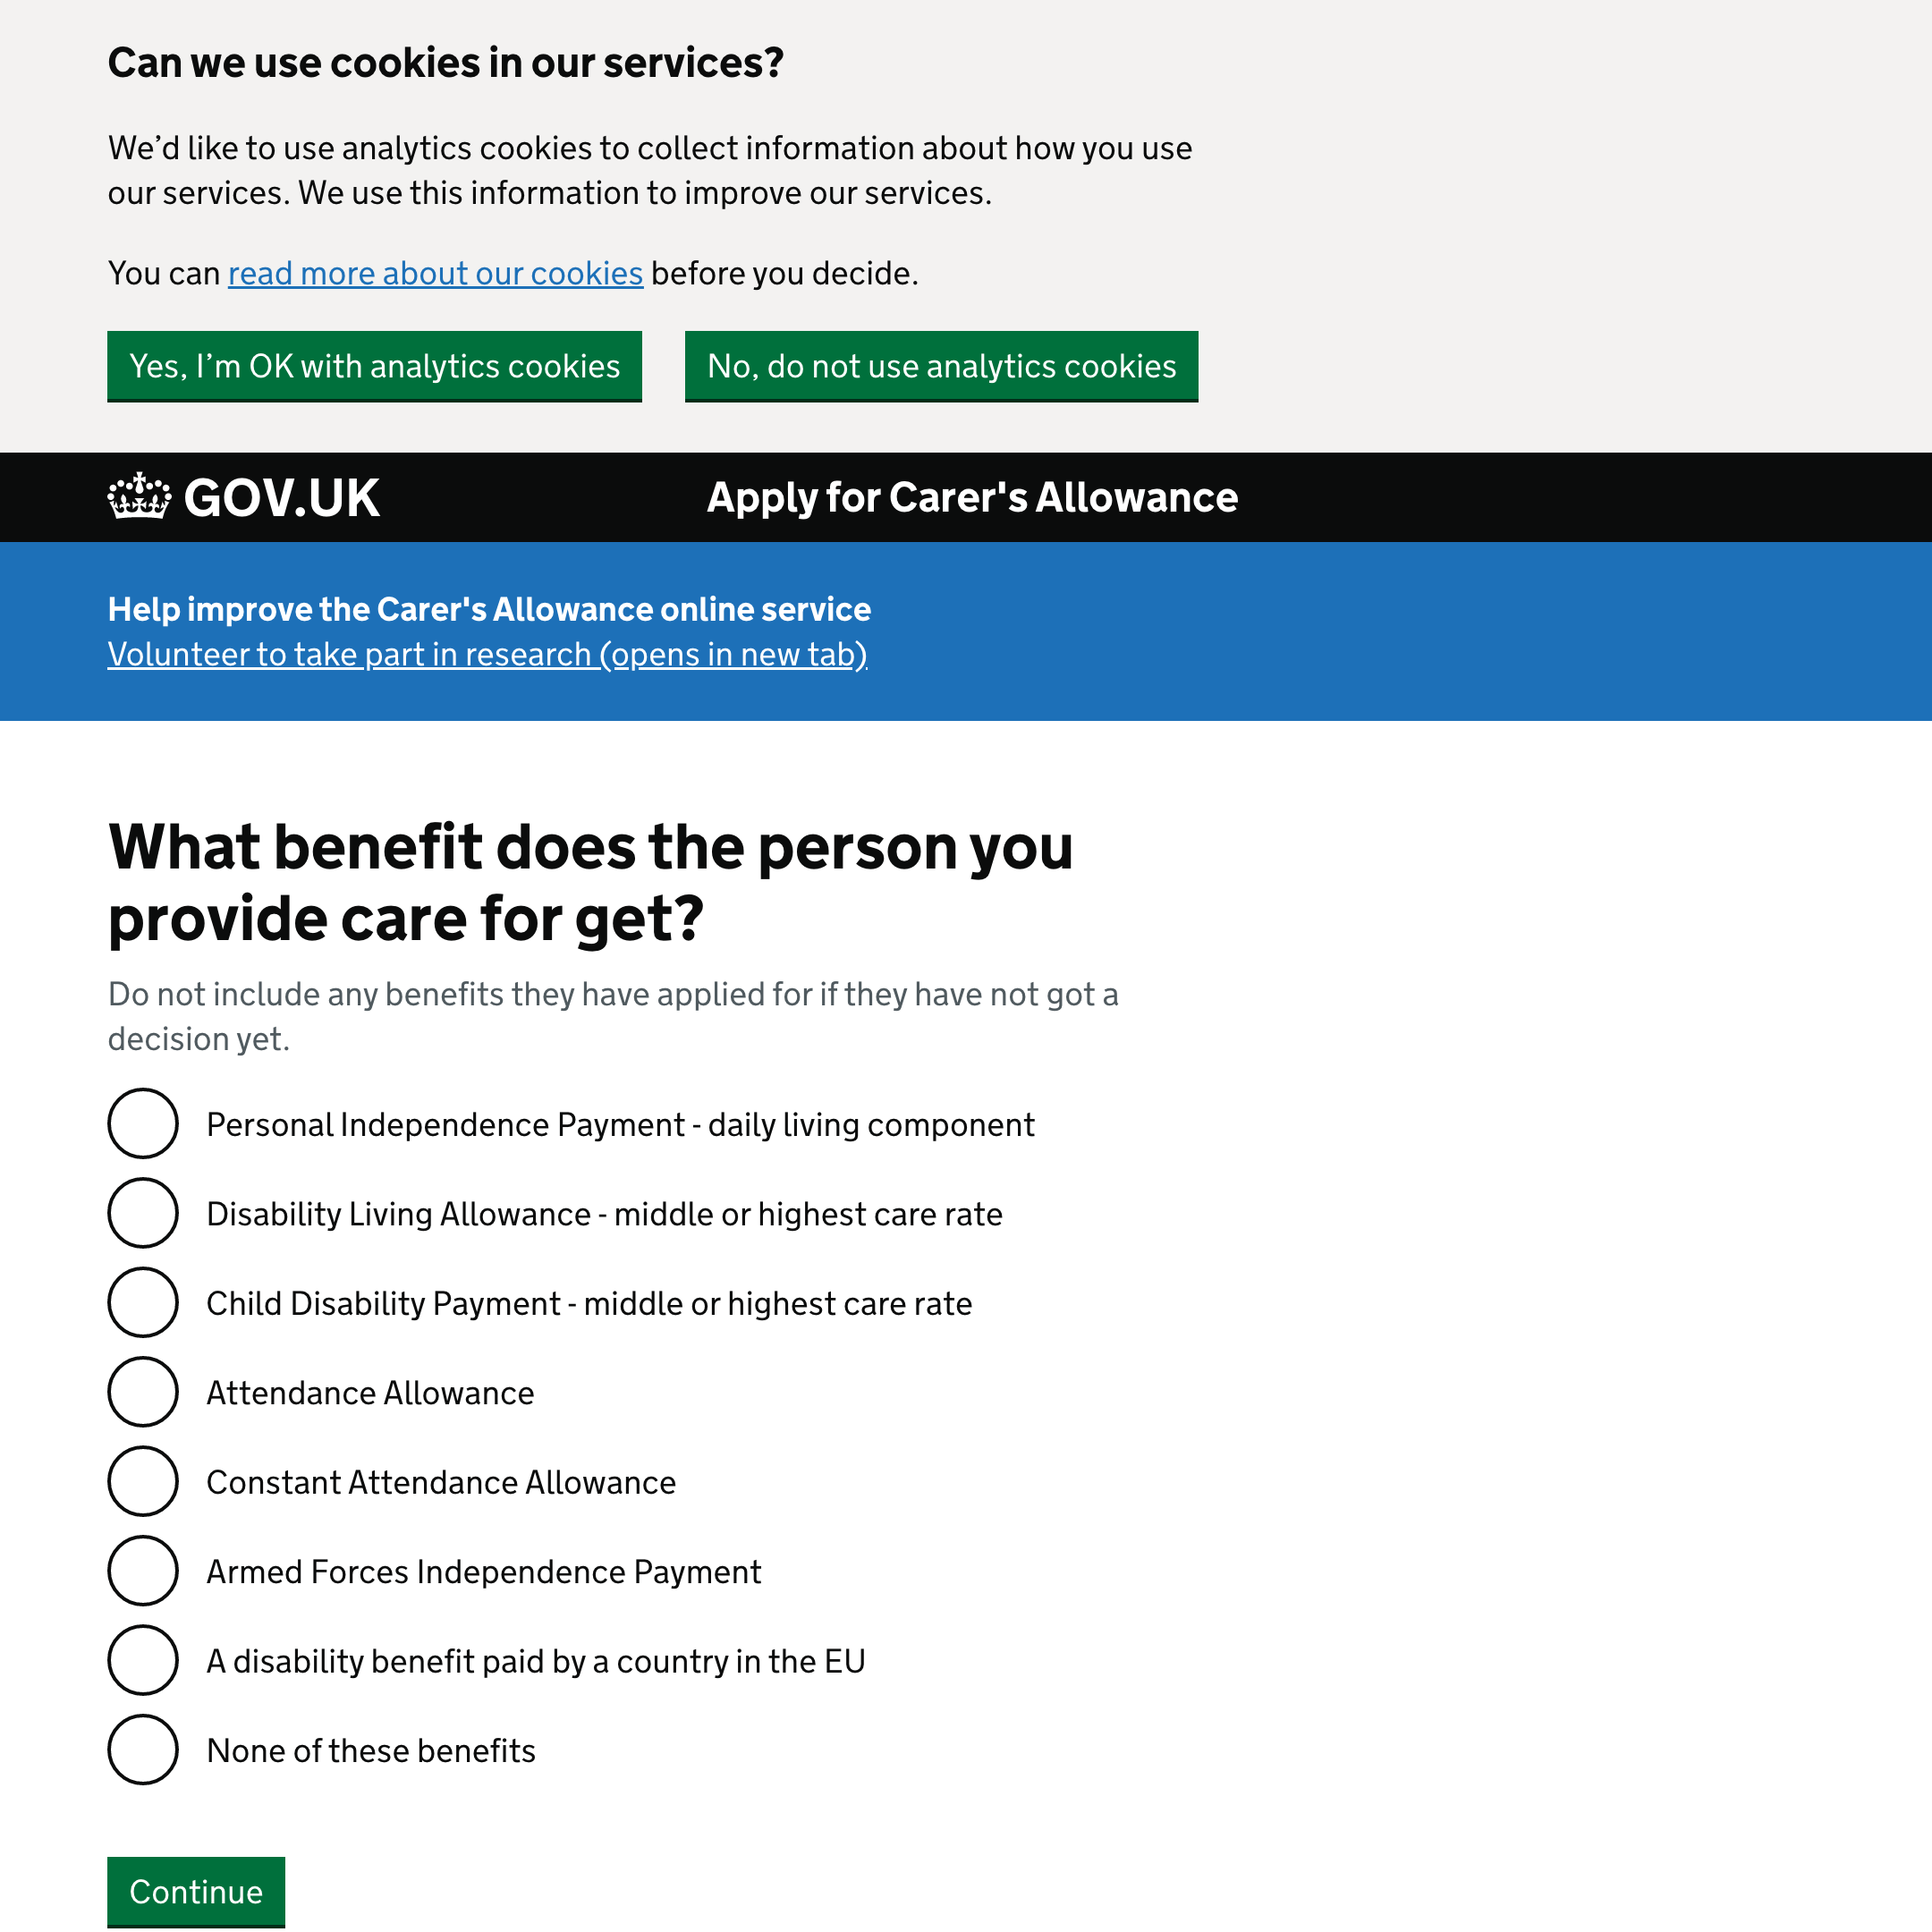 Can we use cookies in our services?
We’d like to use analytics cookies to collect information about how you use
our services. We use this information to improve our services.
You can read more about our cookies before you decide.
Yes, I’m OK with analytics cookies
No, do not use analytics cookies
GOV.UK
Apply for Carer's Allowance
Help improve the Carer's Allowance online service
Volunteer to take part in research (opens in new tab)
What benefit does the person you
provide care for get?
Do not include any benefits they have applied for if they have not got a
decision yet.
Personal Independence Payment - daily living component
Disability Living Allowance - middle or highest care rate
Child Disability Payment - middle or highest care rate
Attendance Allowance
Constant Attendance Allowance
Armed Forces Independence Payment
A disability benefit paid by a country in the EU
None of these benefits
Continue